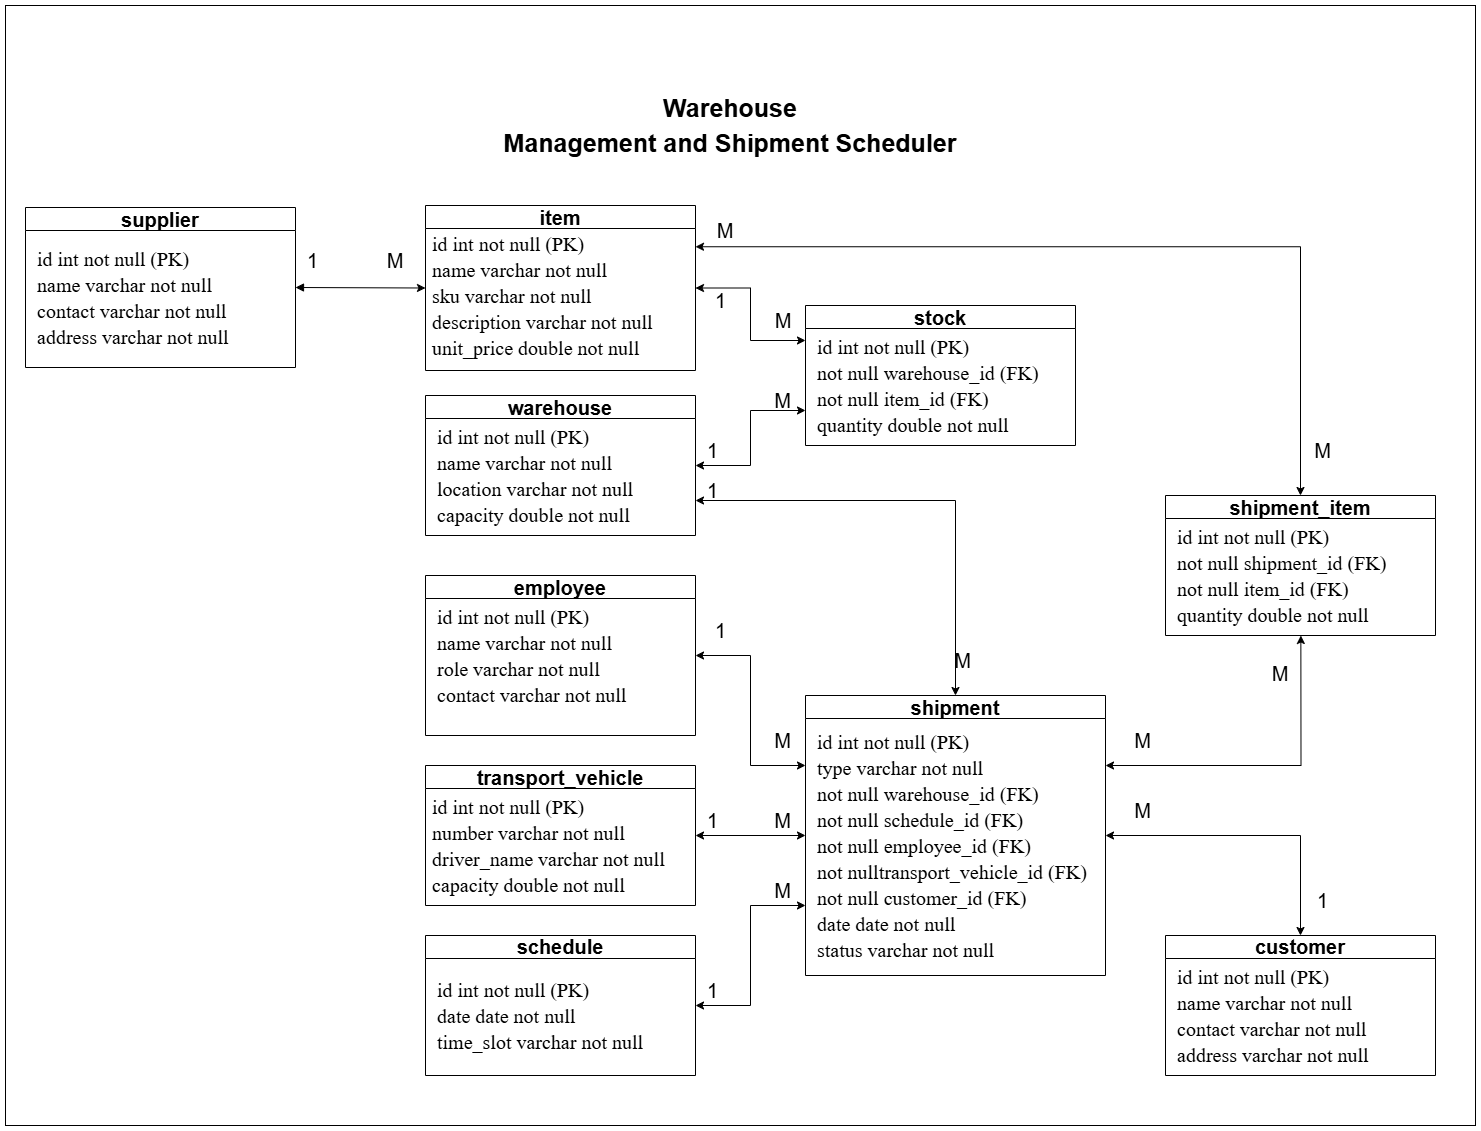 Warehouse
Management and Shipment Scheduler
supplier
id int not null (PK)
name varchar not null
contact varchar not null
address varchar not null
1
M
item
id int not null (PK)
name varchar not null
sku varchar not null
description varchar not null
unit_price double not null
M
1
M
stock
id int not null (PK)
not null warehouse_id (FK)
not null item_id (FK)
quantity double not null
warehouse
id int not null (PK)
name varchar not null
location varchar not null
capacity double not null
M
1
1
M
M
shipment_item
id int not null (PK)
not null shipment_id (FK)
not null item_id (FK)
quantity double not null
employee
id int not null (PK)
name varchar not null
role varchar not null
contact varchar not null
1
M
M
M
shipment
id int not null (PK)
type varchar not null
not null warehouse_id (FK)
not null schedule_id (FK)
not null employee_id (FK)
not nulltransport_vehicle_id (FK)
not null customer_id (FK)
date date not null
status varchar not null
transport_vehicle
id int not null (PK)
number varchar not null
driver_name varchar not null
capacity double not null
1
M
M
1
schedule
id int not null (PK)
date date not null
time_slot varchar not null
M
1
customer
id int not null (PK)
name varchar not null
contact varchar not null
address varchar not null